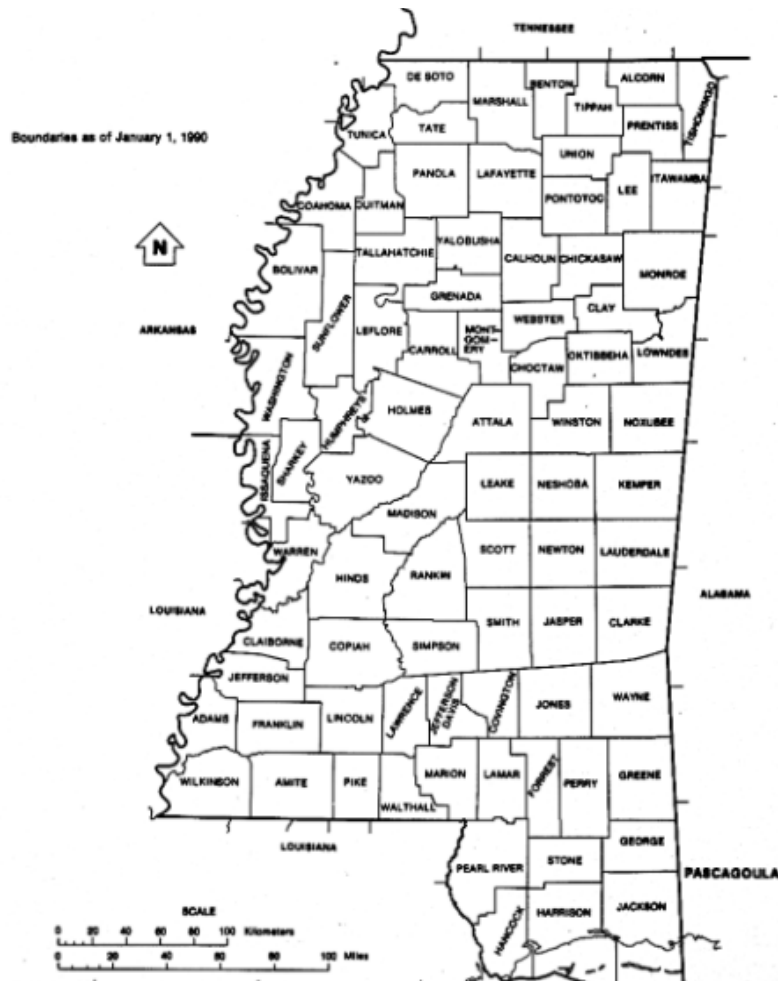 TENNESSEE
DE SOTO
BENTON
ALCORN
MARSHALL
TIPPAH
TISHOMINGO
Boundaries as of January 1, 1990
TUNICA
TATE
PRENTISS
UNION
PANOLA
LAFAYETTE
ITAWAMBA
LEE
COAHOMA
QUITMAN
PONTOTOC
N
YALOBUSHA
TALLAHATCHIE
CALHOUN
CHICKASAW
BOLIVAR
MONROE
GRENADA
CLAY
SUNFLOWER
WEBSTER
ARKANSAS
LEFLORE
MONT-
GOM-
ERY
CARROLL
OKTIBBEHA
LOWNDES
CHOCTAW
WASHINGTON
HUMPHREYS
HOLMES
ATTALA
WINSTON
NOXUBEE
ISSAQUENA
SHARKEY
YAZOO
LEAKE
NESHOBA
KEMPER
MADISON
WARREN
SCOTT
NEWTON
LAUDERDALE
HINDS
RANKIN
ALABAMA
LOUISIANA
SMITH
JASPER
CLARKE
CLAIBORNE
COPIAH
SIMPSON
JEFFERSON
LAWRENCE
JEFFERSON
DAVIS
COVINGTON
JONES
WAYNE
ADAMS
FRANKLIN
LINCOLN
WILKINSON
AMITE
PIKE
MARION
LAMAR
FORREST
PERRY
GREENE
WALTHALL
LOUISIANA
GEORGE
PEARL RIVER
STONE
PASCAGOULA
HANCOCK
HARRISON
JACKSON
SCALE
0 20 40 60 80 100 Kilometers
0 20 40 60 80 100 Miles